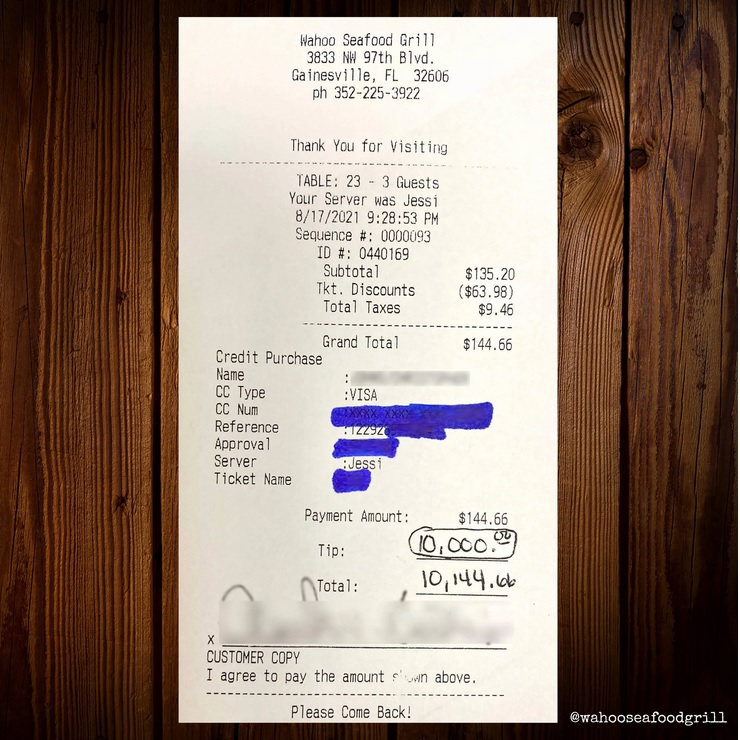 Wahoo Seafood Grill
3833 NW 97th Blvd.
Gainesville, FL 32606
ph 352-225-3922
Thank You for Visiting
TABLE: 23 - 3 Guests
Your Server was Jessi
8/17/2021 9:28:53 PM
Sequence #: 0000093
ID #: 0440169
Subtotal $135.20
Tkt. Discounts ($63.98)
Total Taxes $9.46
Grand Total $144.66
Credit Purchase
Name :
CC Type :VISA
CC Num
Reference
Approval
Server :Jessi
Ticket Name
Payment Amount: $144.66
Tip: 10,000.00
Total: 10,144.66
x
CUSTOMER COPY
I agree to pay the amount shown above.
Please Come Back!
@wahooseafoodgrill